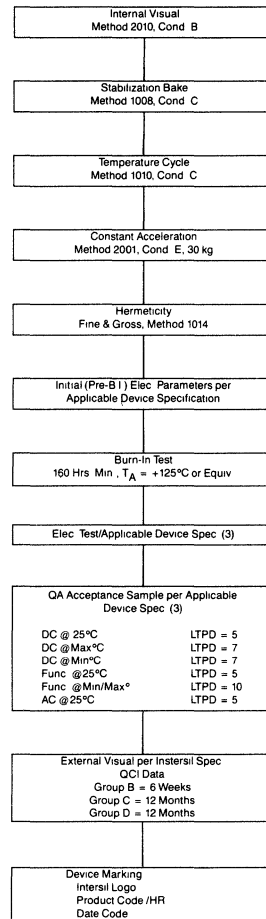 Internal Visual
Method 2010, Cond B
Stabilization Bake
Method 1008, Cond C
Temperature Cycle
Method 1010, Cond C
Constant Acceleration
Method 2001, Cond E, 30 kg
Hermeticity
Fine & Gross, Method 1014
Initial (Pre-B I) Elec Parameters per
Applicable Device Specification
Burn-In Test
160 Hrs Min, TA = +125°C or Equiv
Elec Test/Applicable Device Spec (3)
QA Acceptance Sample per Applicable
Device Spec (3)
DC @ 25°C LTPD = 5
DC @ Max°C LTPD = 7
DC @ Min°C LTPD = 7
Func @25°C LTPD = 5
Func @Min/Max° LTPD = 10
AC @ 25°C LTPD = 5
External Visual per Instersil Spec
QCI Data
Group B = 6 Weeks
Group C = 12 Months
Group D = 12 Months
Device Marking
Intersil Logo
Product Code /HR
Date Code